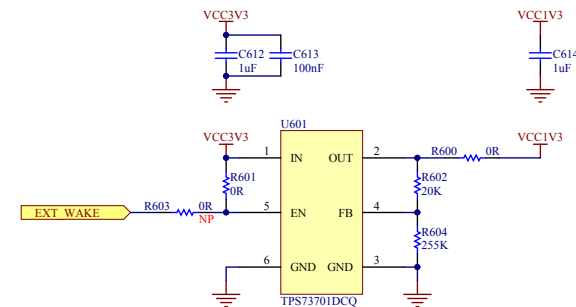 VCC3V3
VCC1V3
C612
1uF
C613
100nF
C614
1uF
U601
VCC3V3
1
IN
OUT
2
R600
0R
VCC1V3
R601
0R
R602
20K
EXT_WAKE
R603
0R
NP
5
EN
FB
4
R604
255K
6
GND
GND
3
TPS73701DCQ